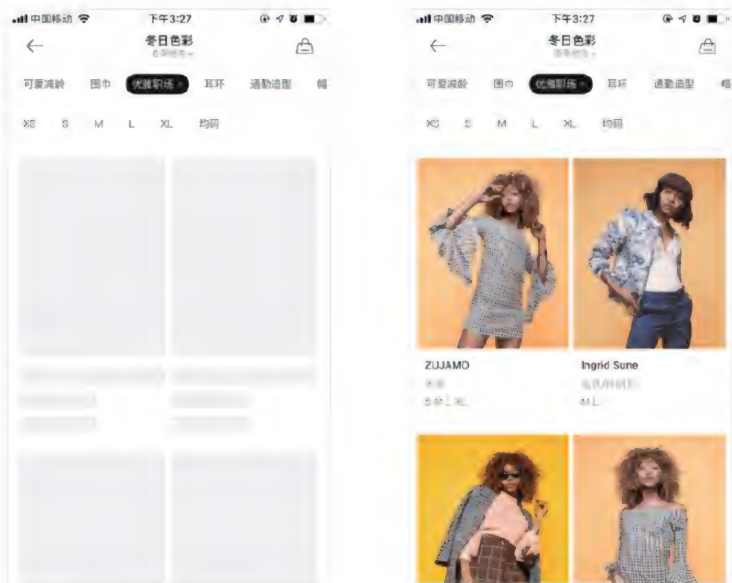 中国移动 下午3:27
冬日色彩
可爱减龄 围巾 优雅职场 耳环 通勤造型 帽
XS S M L XL 均码
中国移动 下午3:27
冬日色彩
可爱减龄 围巾 优雅职场 耳环 通勤造型 帽
XS S M L XL 均码
ZUJAMO Ingrid Sune
M L